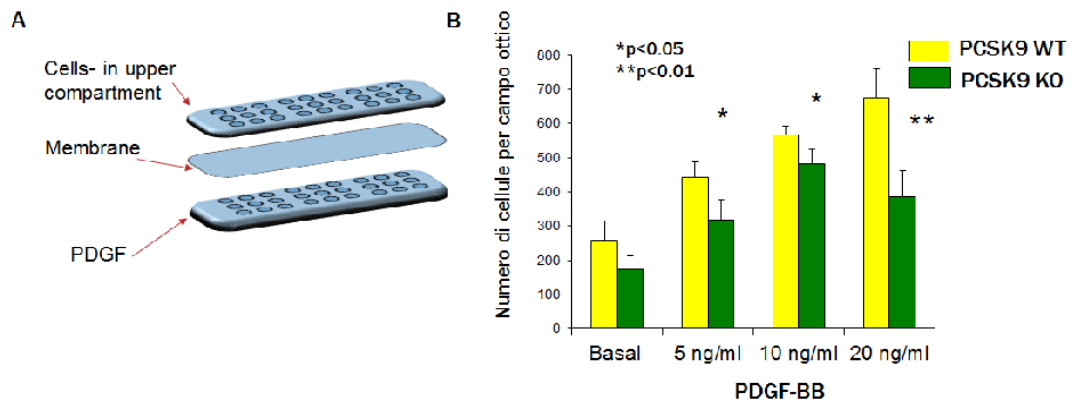 A
Cells- in upper
compartment
Membrane
PDGF
B
Numero di cellule per campo ottico
800
700
600
500
400
300
200
100
0
*p<0.05
**p<0.01
*
*
**
PCSK9 WT
PCSK9 KO
Basal
5 ng/ml
10 ng/ml
20 ng/ml
PDGF-BB